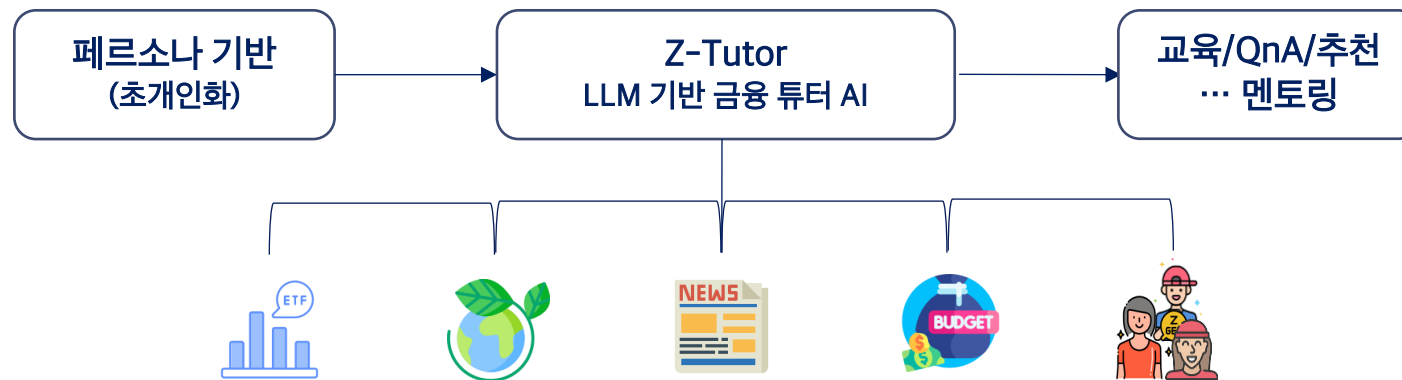 페르소나 기반
(초개인화)
Z-Tutor
LLM 기반 금융 튜터 AI
교육/QnA/추천
… 멘토링
ETF
NEWS
BUDGET
$
$
Z
GEN